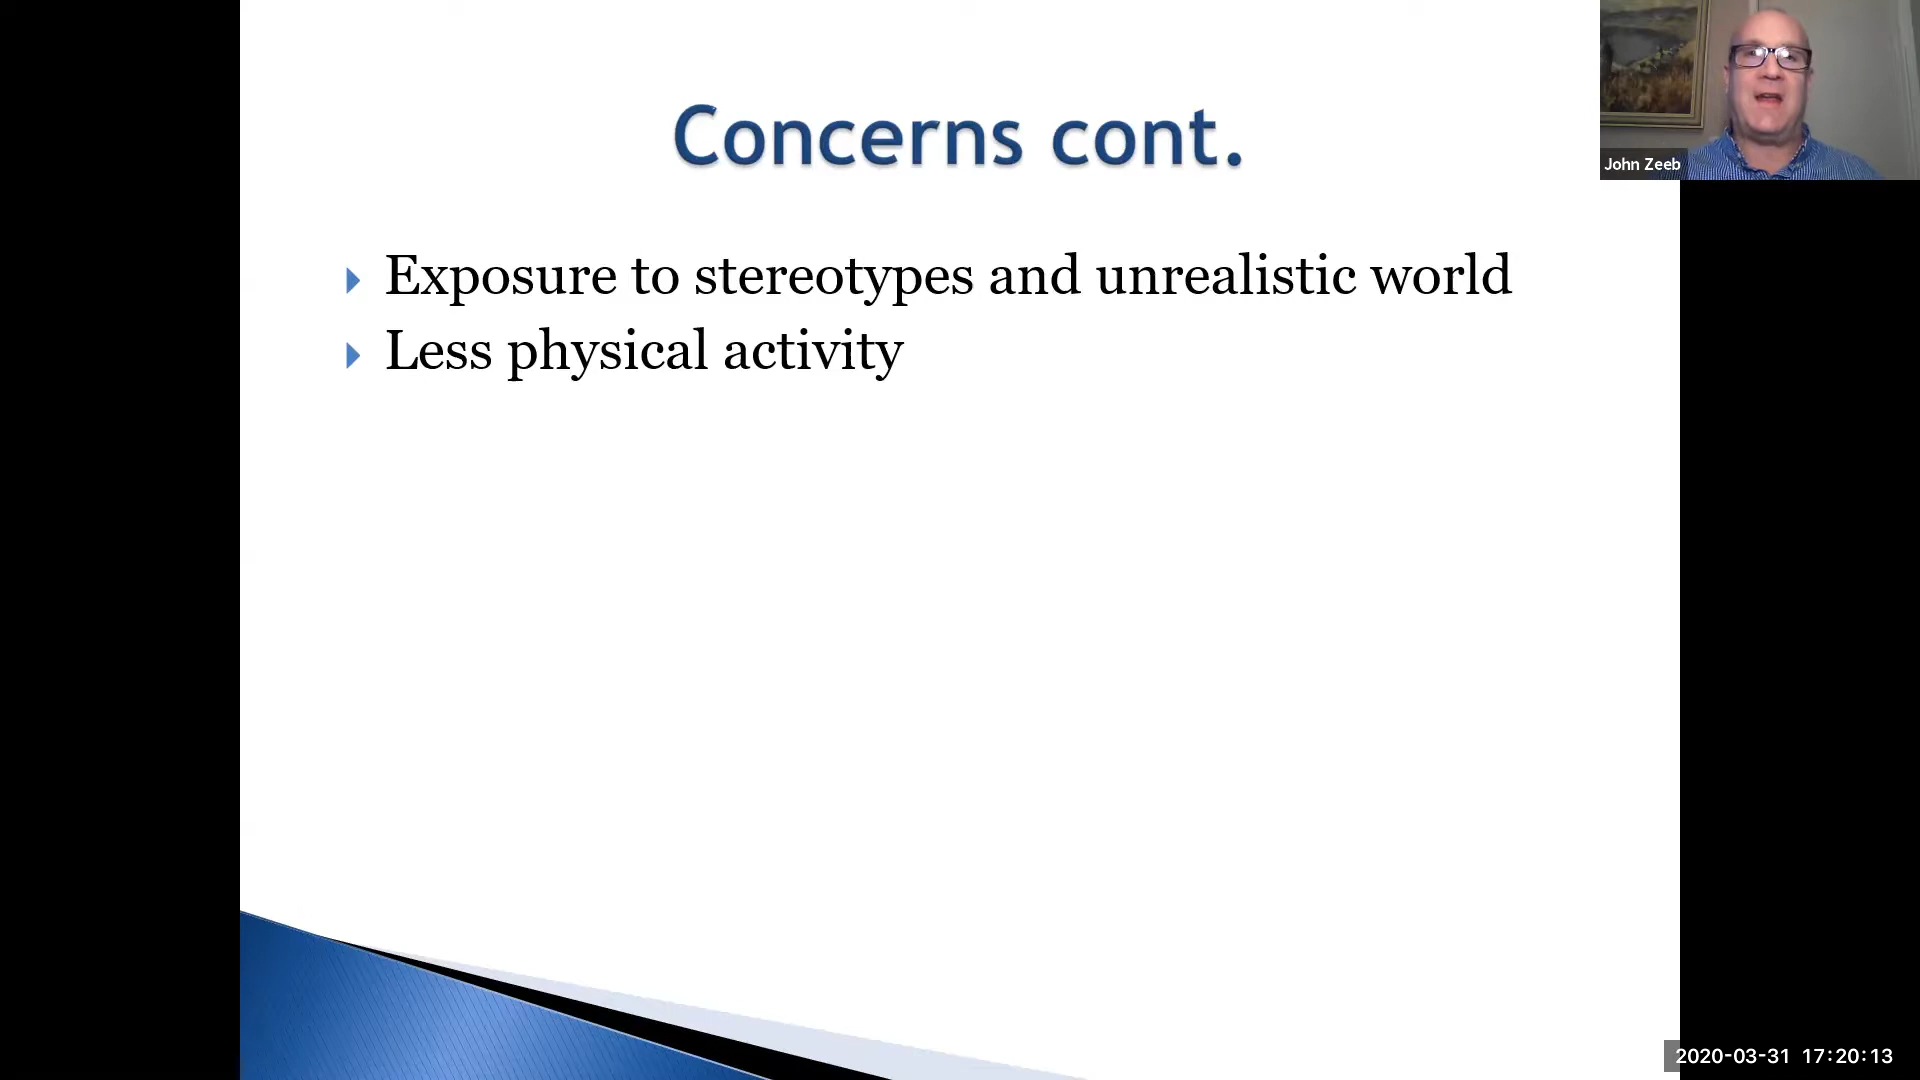 Concerns cont.
Exposure to stereotypes and unrealistic world
Less physical activity
John Zeeb
2020-03-31 17:20:13